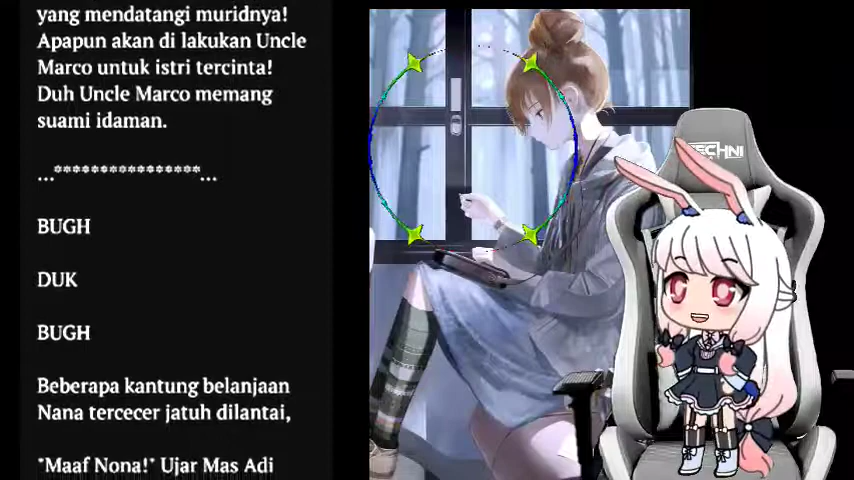 yang mendatangi muridnya!
Apapun akan di lakukan Uncle
Marco untuk istri tercinta!
Duh Uncle Marco memang
suami idaman.
...****************...
BUGH
DUK
BUGH
Beberapa kantung belanjaan
Nana tercecer jatuh dilantai,
"Maaf Nona!" Ujar Mas Adi
TECHNI